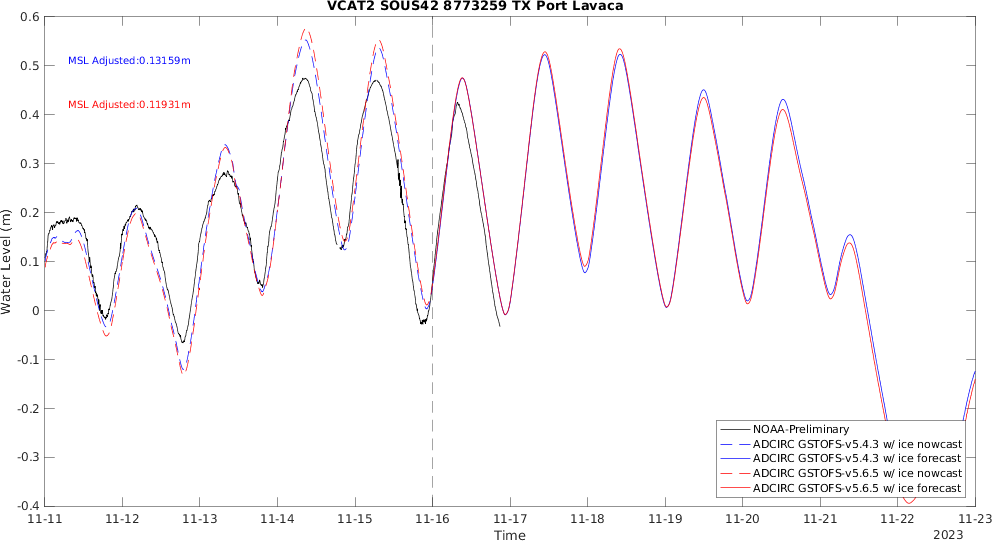 VCAT2 SOUS42 8773259 TX Port Lavaca
0.6
0.5
0.4
0.3
0.2
0.1
0
-0.1
-0.2
-0.3
-0.4
Water Level (m)
MSL Adjusted:0.13159m
MSL Adjusted:0.11931m
NOAA-Preliminary
ADCIRC GSTOFS-v5.4.3 w/ ice nowcast
ADCIRC GSTOFS-v5.4.3 w/ ice forecast
ADCIRC GSTOFS-v5.6.5 w/ ice nowcast
ADCIRC GSTOFS-v5.6.5 w/ ice forecast
11-11 11-12 11-13 11-14 11-15 11-16 11-17 11-18 11-19 11-20 11-21 11-22 11-23
Time
2023